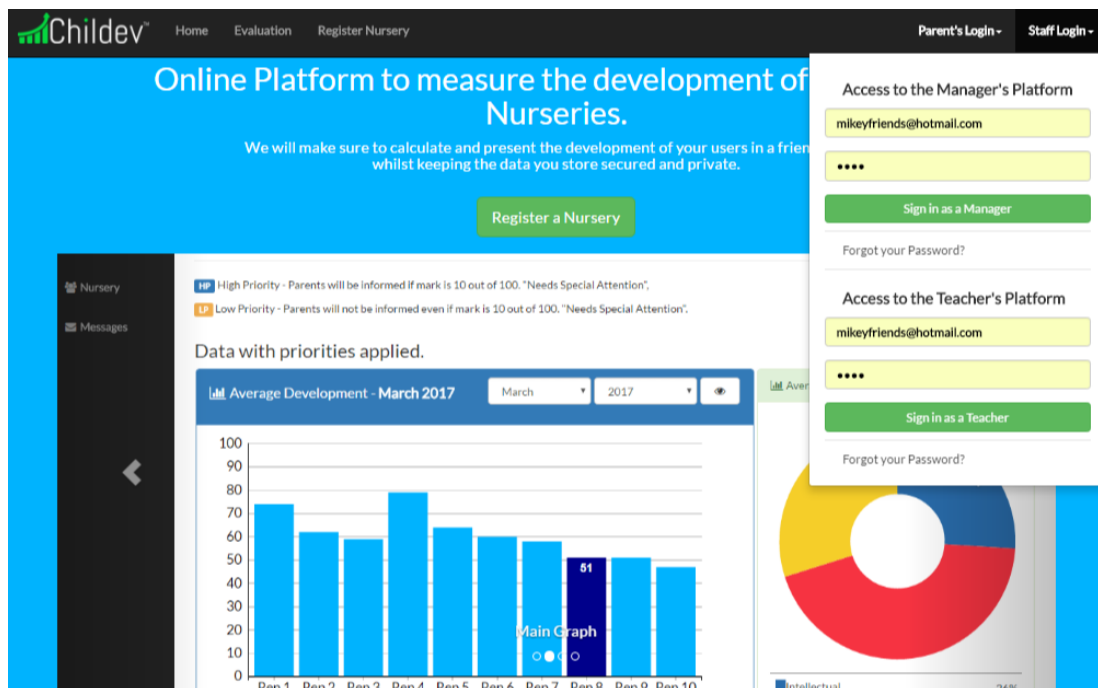 Childev™ Home Evaluation Register Nursery Parent's Login Staff Login
Online Platform to measure the development of
Nurseries.
We will make sure to calculate and present the development of your users in a
whilst keeping the data you store secured and private.
Register a Nursery
Access to the Manager's Platform
mikeyfriends@hotmail.com
••••
Sign in as a Manager
Forgot your Password?
Access to the Teacher's Platform
mikeyfriends@hotmail.com
••••
Sign in as a Teacher
Forgot your Password?
Nursery
Messages
HP High Priority - Parents will be informed if mark is 10 out of 100. "Needs Special Attention",
LP Low Priority - Parents will not be informed even if mark is 10 out of 100. "Needs Special Attention".
Data with priorities applied.
Average Development - March 2017 March 2017
100
90
80
70
60
50
40
30
20
10
0
51
Main Graph